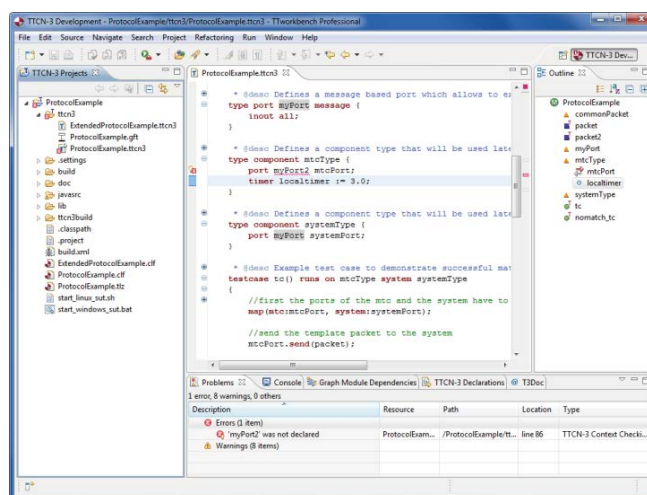 TTCN-3 Development - ProtocolExample/ttcn3/ProtocolExample.ttcn3 - TTworkbench Professional
File Edit Source Navigate Search Project Refactoring Run Window Help
TTCN-3 Dev...
TTCN-3 Projects
ProtocolExample
ttcn3
ExtendedProtocolExample.ttcn3
ProtocolExample.gft
ProtocolExample.ttcn3
.settings
build
doc
javasrc
lib
ttcn3build
.classpath
.project
build.xml
ExtendedProtocolExample.clf
ProtocolExample.clf
ProtocolExample.tlz
start_linux_sut.sh
start_windows_sut.bat
ProtocolExample.ttcn3
* @desc Defines a message based port which allows to
type port myPort message {
inout all;
}
* @desc Defines a component type that will be used late
type component mtcType {
port myPort2 mtcPort;
timer localtimer := 3.0;
}
* @desc Defines a component type that will be used late
type component systemType {
port myPort systemPort;
}
* @desc Example test case to demonstrate successful mat
testcase tc() runs on mtcType system systemType
{
//first the ports of the mtc and the system have to
map(mtc:mtcPort, system:systemPort);
//send the template packet to the system
mtcPort.send(packet);
Outline
ProtocolExample
commonPacket
packet
packet2
myPort
mtcType
mtcPort
localtimer
systemType
tc
nomatch_tc
Problems Console Graph Module Dependencies TTCN-3 Declarations T3Doc
1 error, 8 warnings, 0 others
Description Resource Path Location Type
Errors (1 item)
'myPort2' was not declared ProtocolExam... /ProtocolExample/tt... line 86 TTCN-3 Context Checki...
Warnings (8 items)